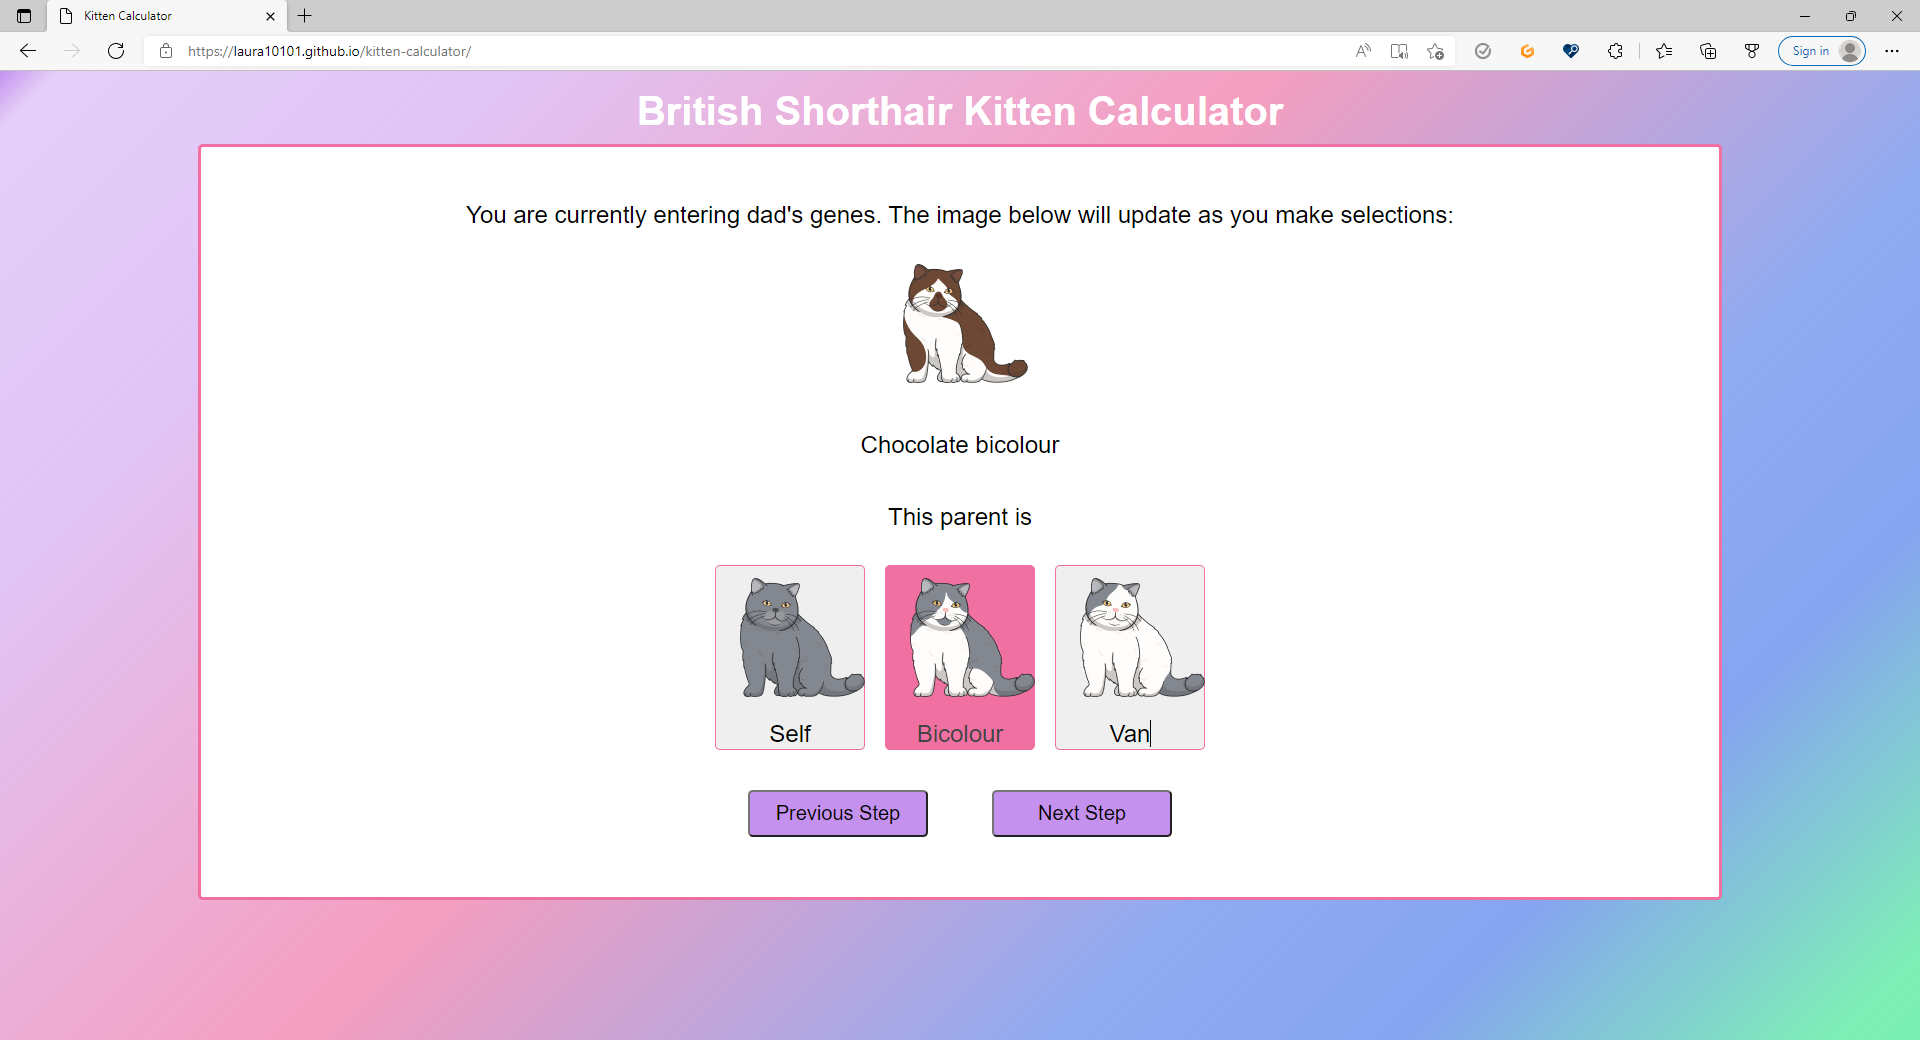 Kitten Calculator
https://laura10101.github.io/kitten-calculator/
Sign in
British Shorthair Kitten Calculator
You are currently entering dad's genes. The image below will update as you make selections:
Chocolate bicolour
This parent is
Self
Bicolour
Van
Previous Step
Next Step